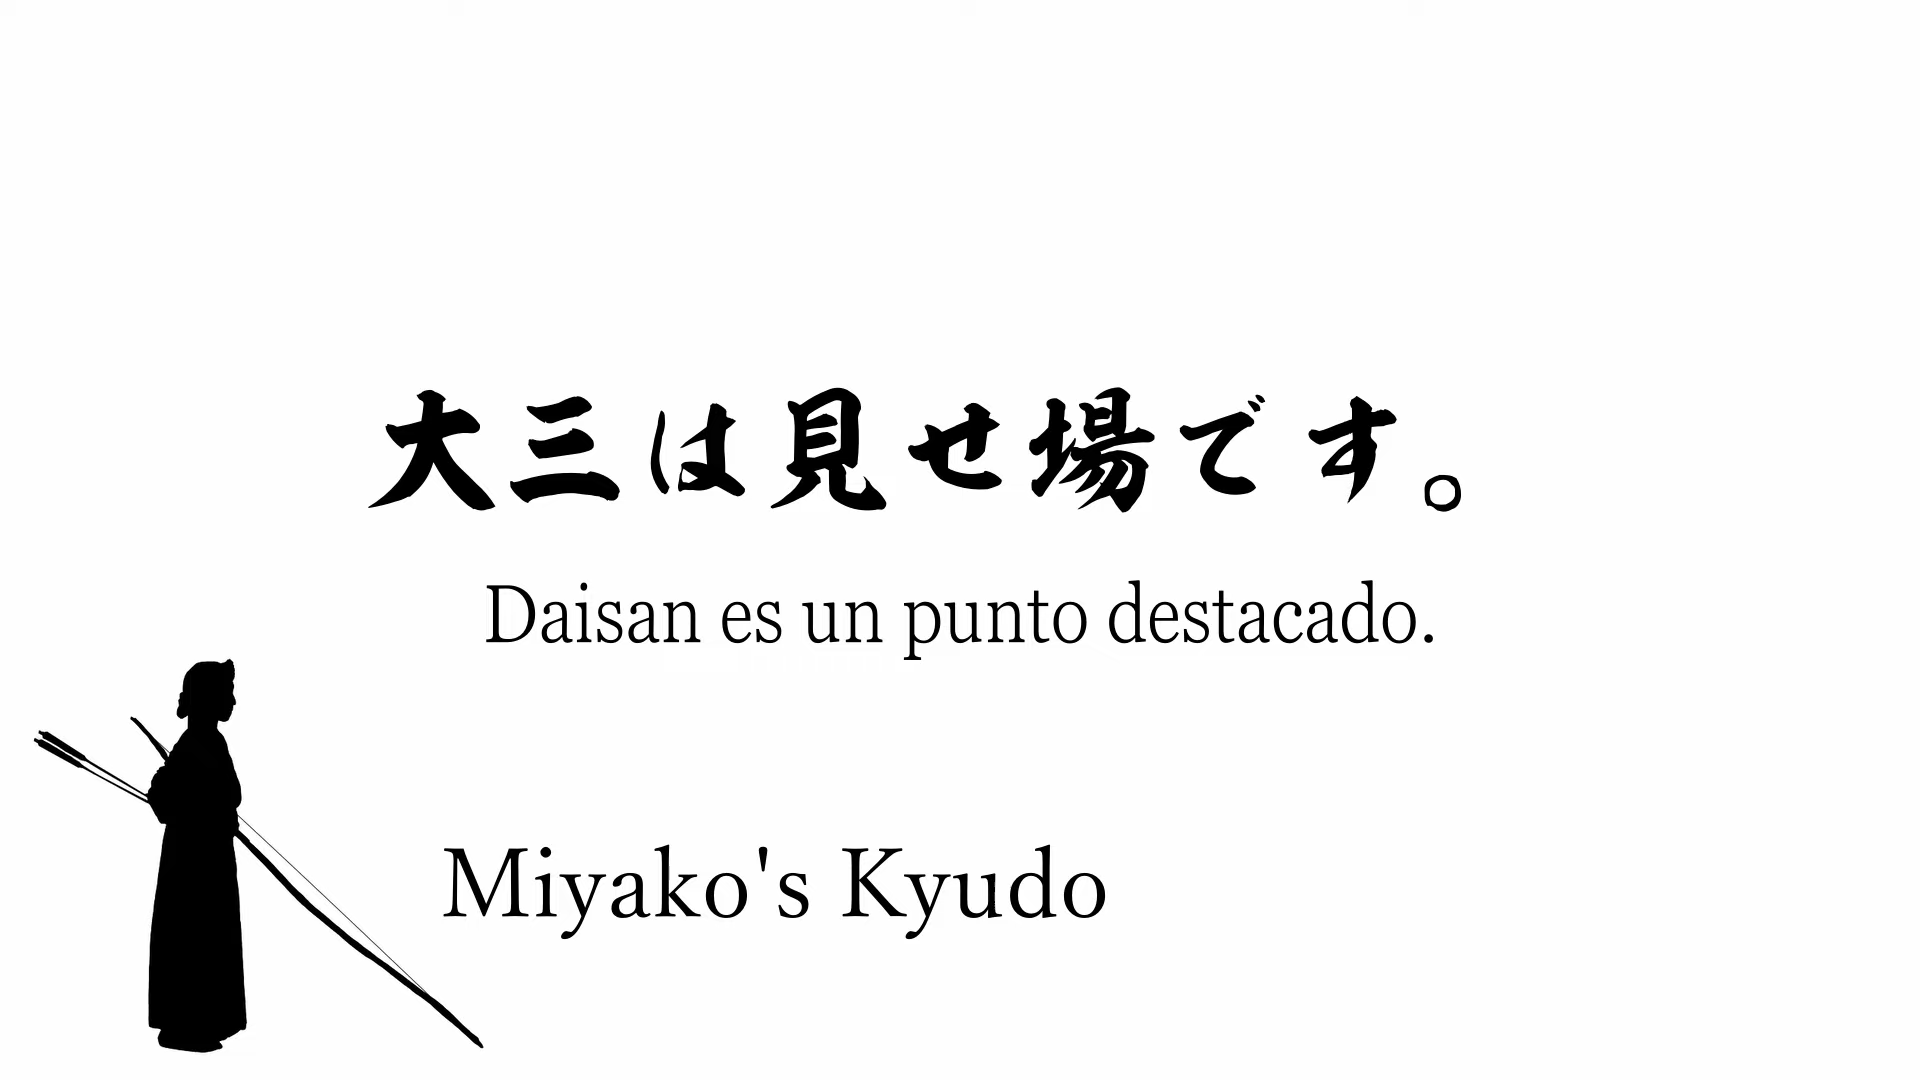 大三は見せ場です。
Daisan es un punto destacado.
Miyako's Kyudo